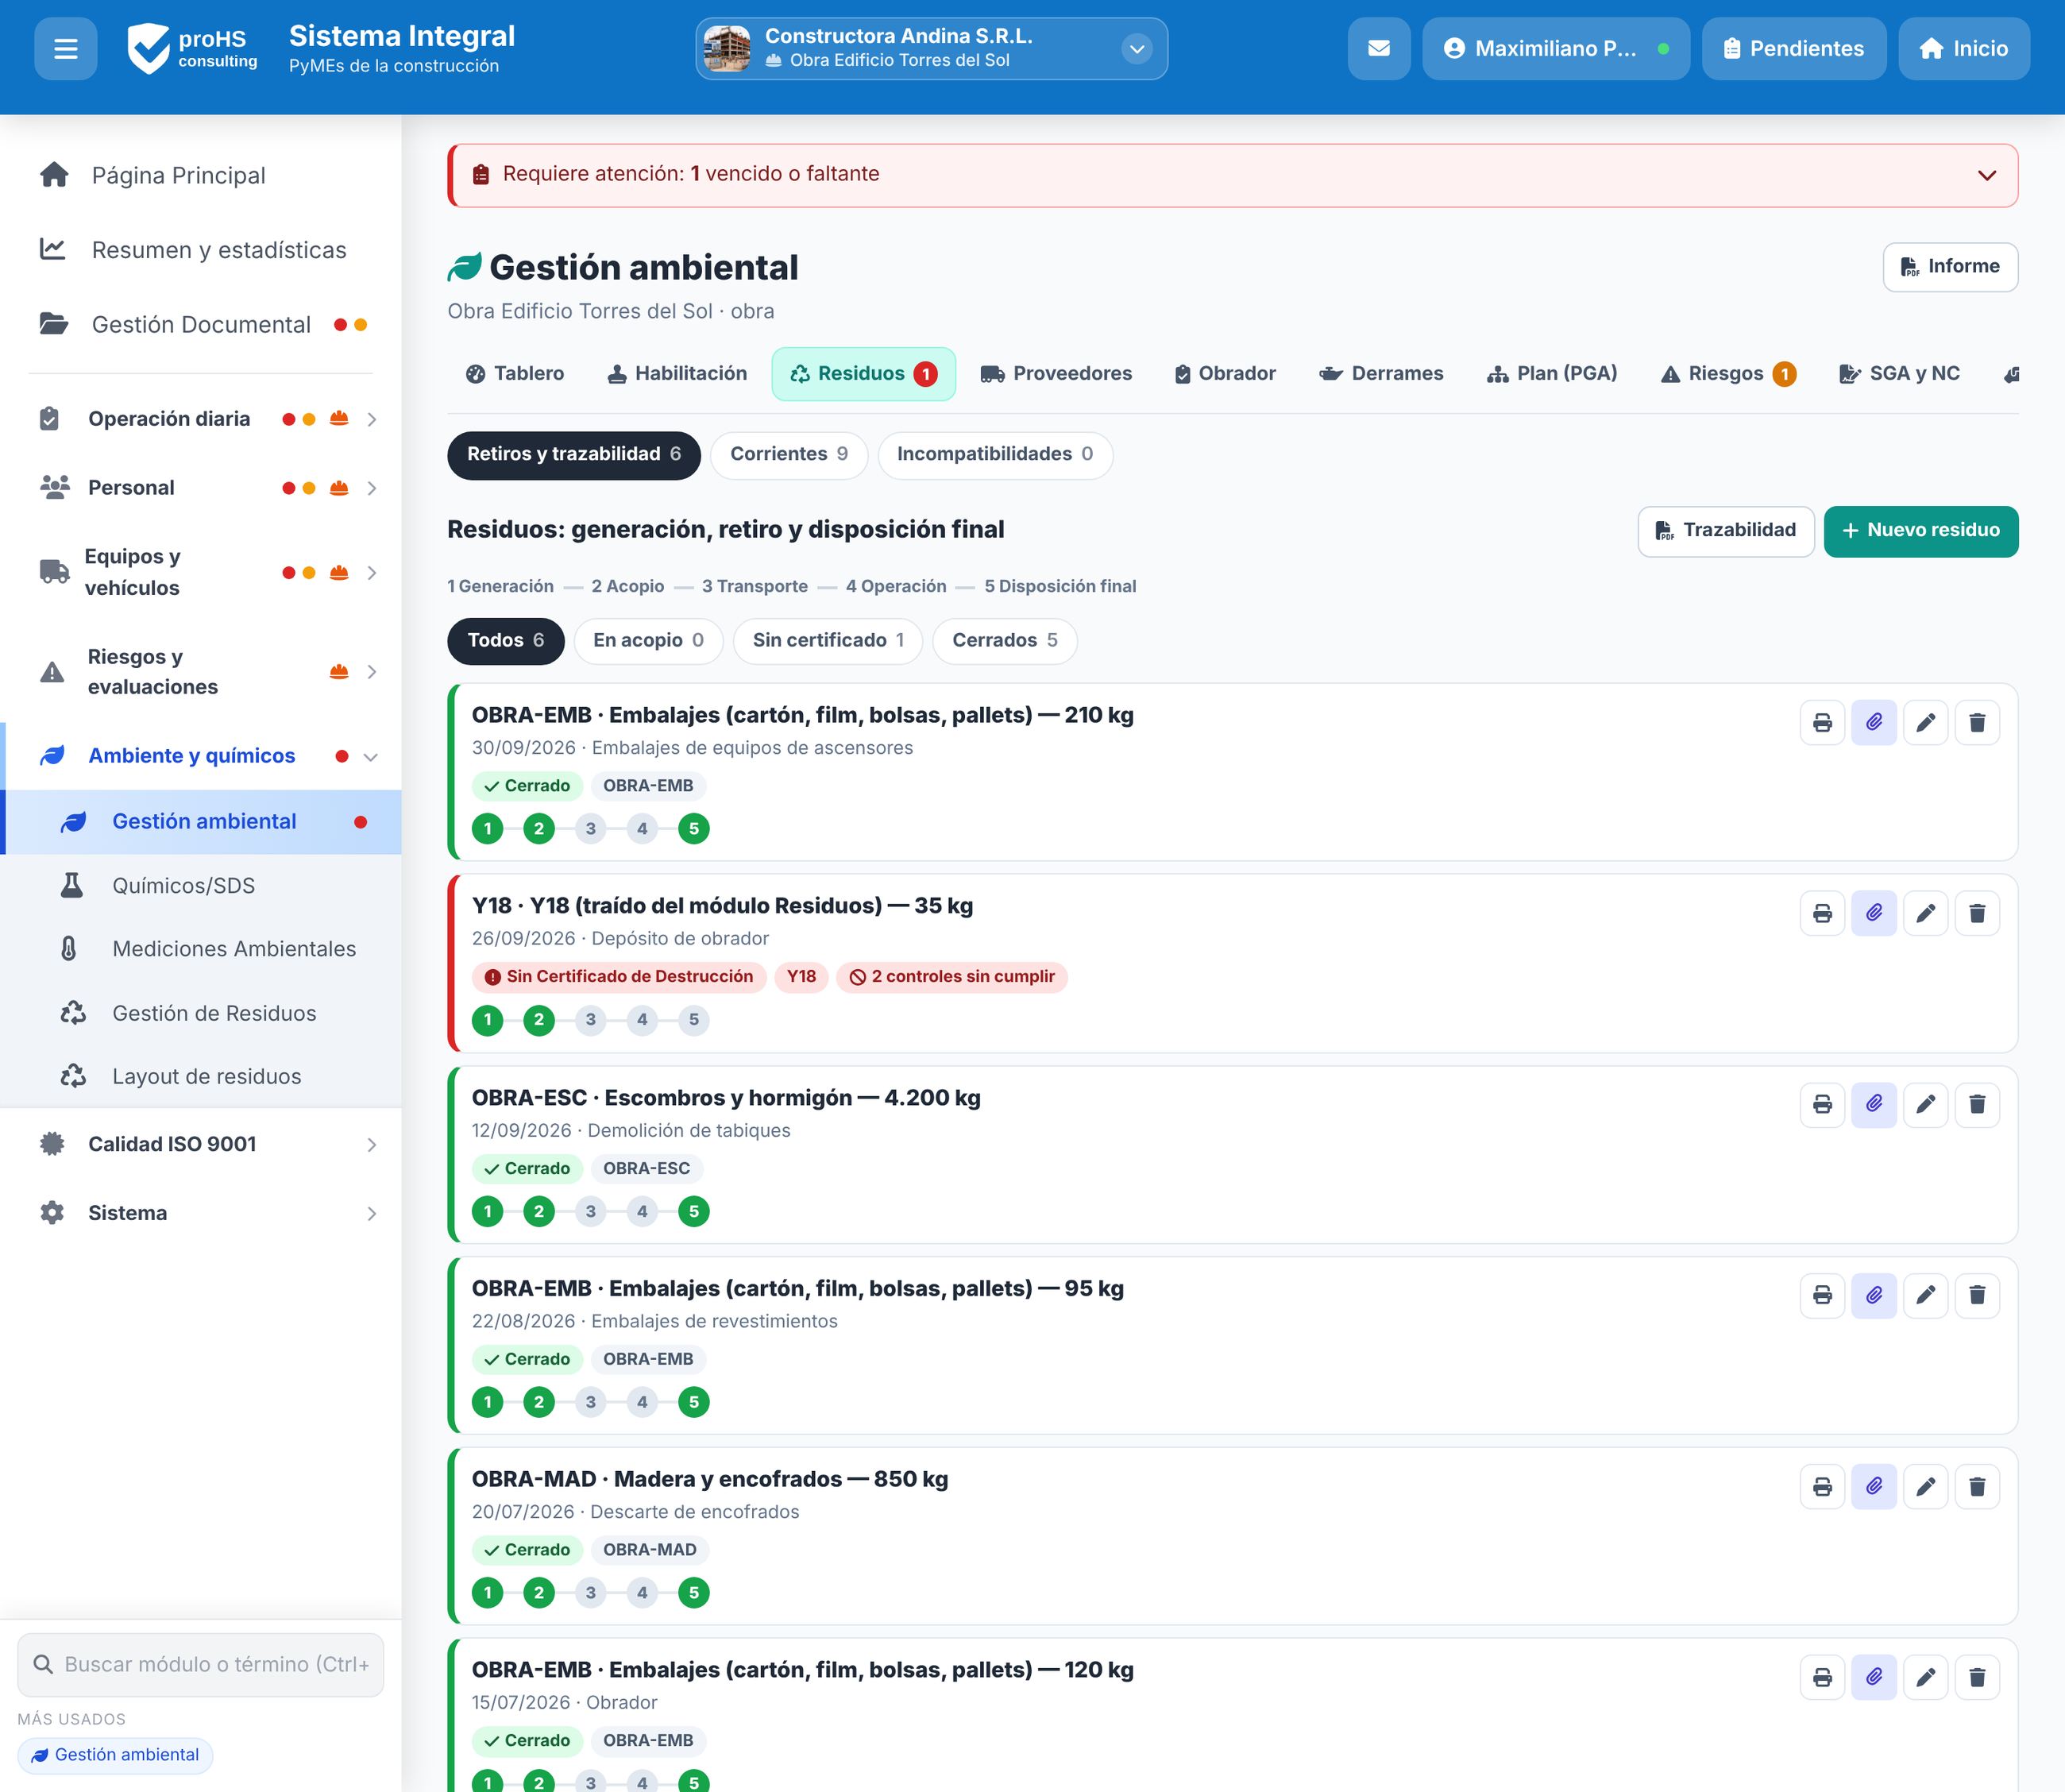 proHS
consulting
Sistema Integral
PyMEs de la construcción
Constructora Andina S.R.L.
Obra Edificio Torres del Sol
Maximiliano P...
Pendientes
Inicio
Página Principal
Resumen y estadísticas
Gestión Documental
Operación diaria
Personal
Equipos y
vehículos
Riesgos y
evaluaciones
Ambiente y químicos
Gestión ambiental
Químicos/SDS
Mediciones Ambientales
Gestión de Residuos
Layout de residuos
Calidad ISO 9001
Sistema
Buscar módulo o término (Ctrl+
MÁS USADOS
Gestión ambiental
Requiere atención: 1 vencido o faltante
Gestión ambiental
PDF Informe
Obra Edificio Torres del Sol · obra
Tablero
Habilitación
Residuos 1
Proveedores
Obrador
Derrames
Plan (PGA)
Riesgos 1
SGA y NC
Retiros y trazabilidad 6
Corrientes 9
Incompatibilidades 0
Residuos: generación, retiro y disposición final
PDF Trazabilidad
+ Nuevo residuo
1 Generación — 2 Acopio — 3 Transporte — 4 Operación — 5 Disposición final
Todos 6
En acopio 0
Sin certificado 1
Cerrados 5
OBRA-EMB · Embalajes (cartón, film, bolsas, pallets) — 210 kg
30/09/2026 · Embalajes de equipos de ascensores
Cerrado OBRA-EMB
1 2 3 4 5
Y18 · Y18 (traído del módulo Residuos) — 35 kg
26/09/2026 · Depósito de obrador
Sin Certificado de Destrucción Y18 2 controles sin cumplir
1 2 3 4 5
OBRA-ESC · Escombros y hormigón — 4.200 kg
12/09/2026 · Demolición de tabiques
Cerrado OBRA-ESC
1 2 3 4 5
OBRA-EMB · Embalajes (cartón, film, bolsas, pallets) — 95 kg
22/08/2026 · Embalajes de revestimientos
Cerrado OBRA-EMB
1 2 3 4 5
OBRA-MAD · Madera y encofrados — 850 kg
20/07/2026 · Descarte de encofrados
Cerrado OBRA-MAD
1 2 3 4 5
OBRA-EMB · Embalajes (cartón, film, bolsas, pallets) — 120 kg
15/07/2026 · Obrador
Cerrado OBRA-EMB
1 2 3 4 5